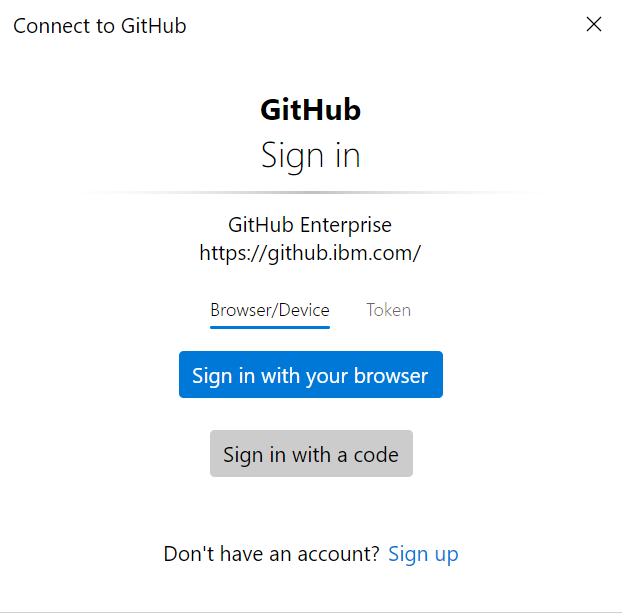 Connect to GitHub
GitHub
Sign in
GitHub Enterprise
https://github.ibm.com/
Browser/Device Token
Sign in with your browser
Sign in with a code
Don't have an account? Sign up